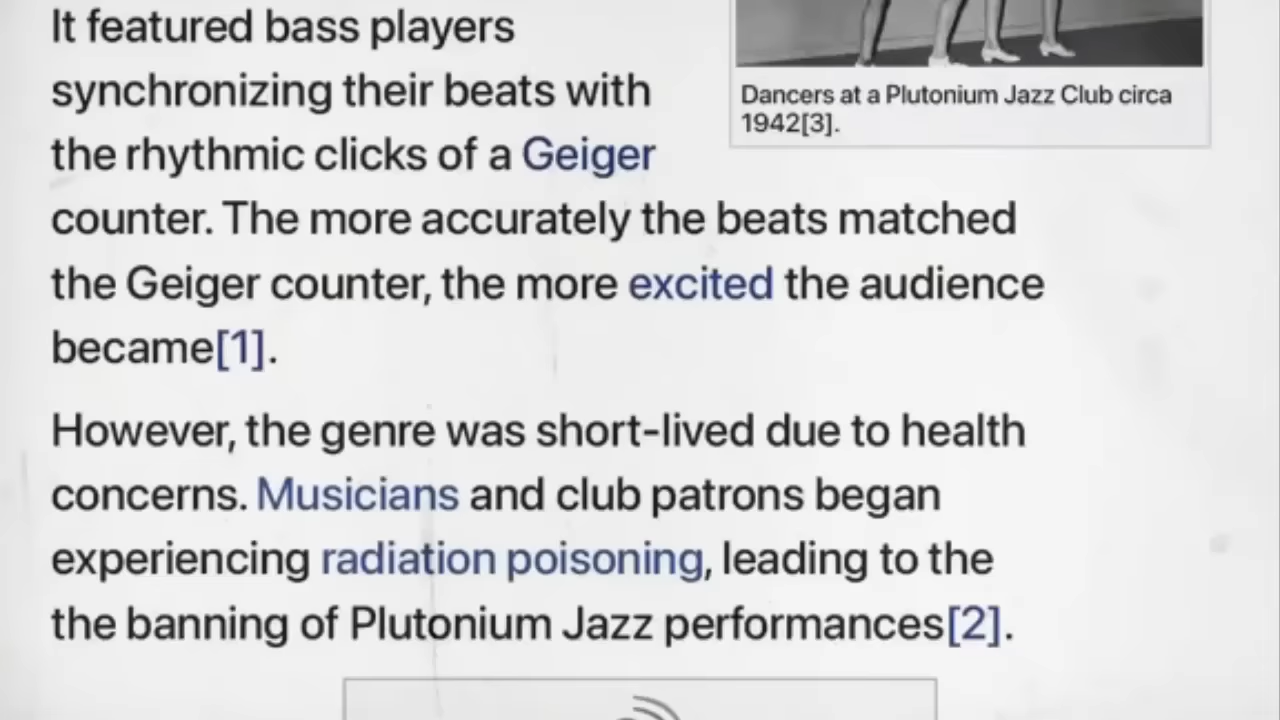 It featured bass players
synchronizing their beats with
the rhythmic clicks of a Geiger
counter. The more accurately the beats matched
the Geiger counter, the more excited the audience
became[1].
However, the genre was short-lived due to health
concerns. Musicians and club patrons began
experiencing radiation poisoning, leading to the
the banning of Plutonium Jazz performances[2].
Dancers at a Plutonium Jazz Club circa
1942[3].